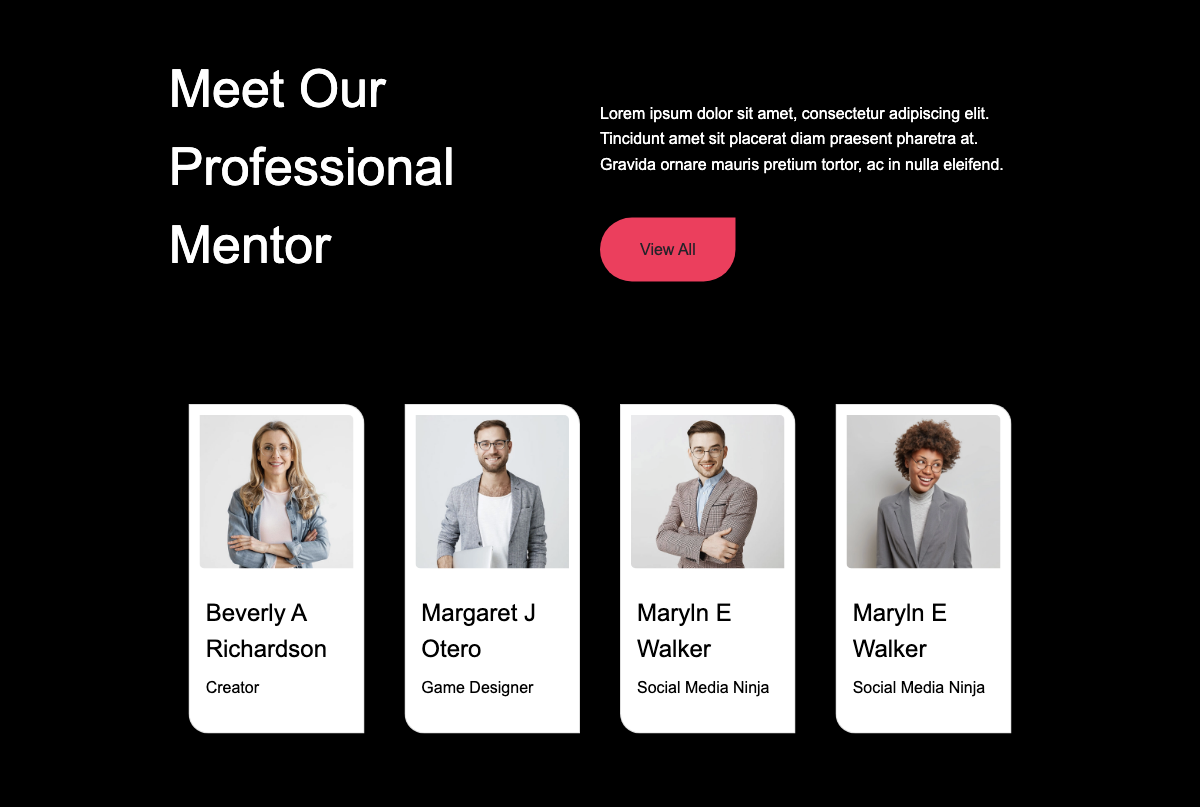 Meet Our
Professional
Mentor
Lorem ipsum dolor sit amet, consectetur adipiscing elit.
Tincidunt amet sit placerat diam praesent pharetra at.
Gravida ornare mauris pretium tortor, ac in nulla eleifend.
View All
Beverly A
Richardson
Creator
Margaret J
Otero
Game Designer
Maryln E
Walker
Social Media Ninja
Maryln E
Walker
Social Media Ninja